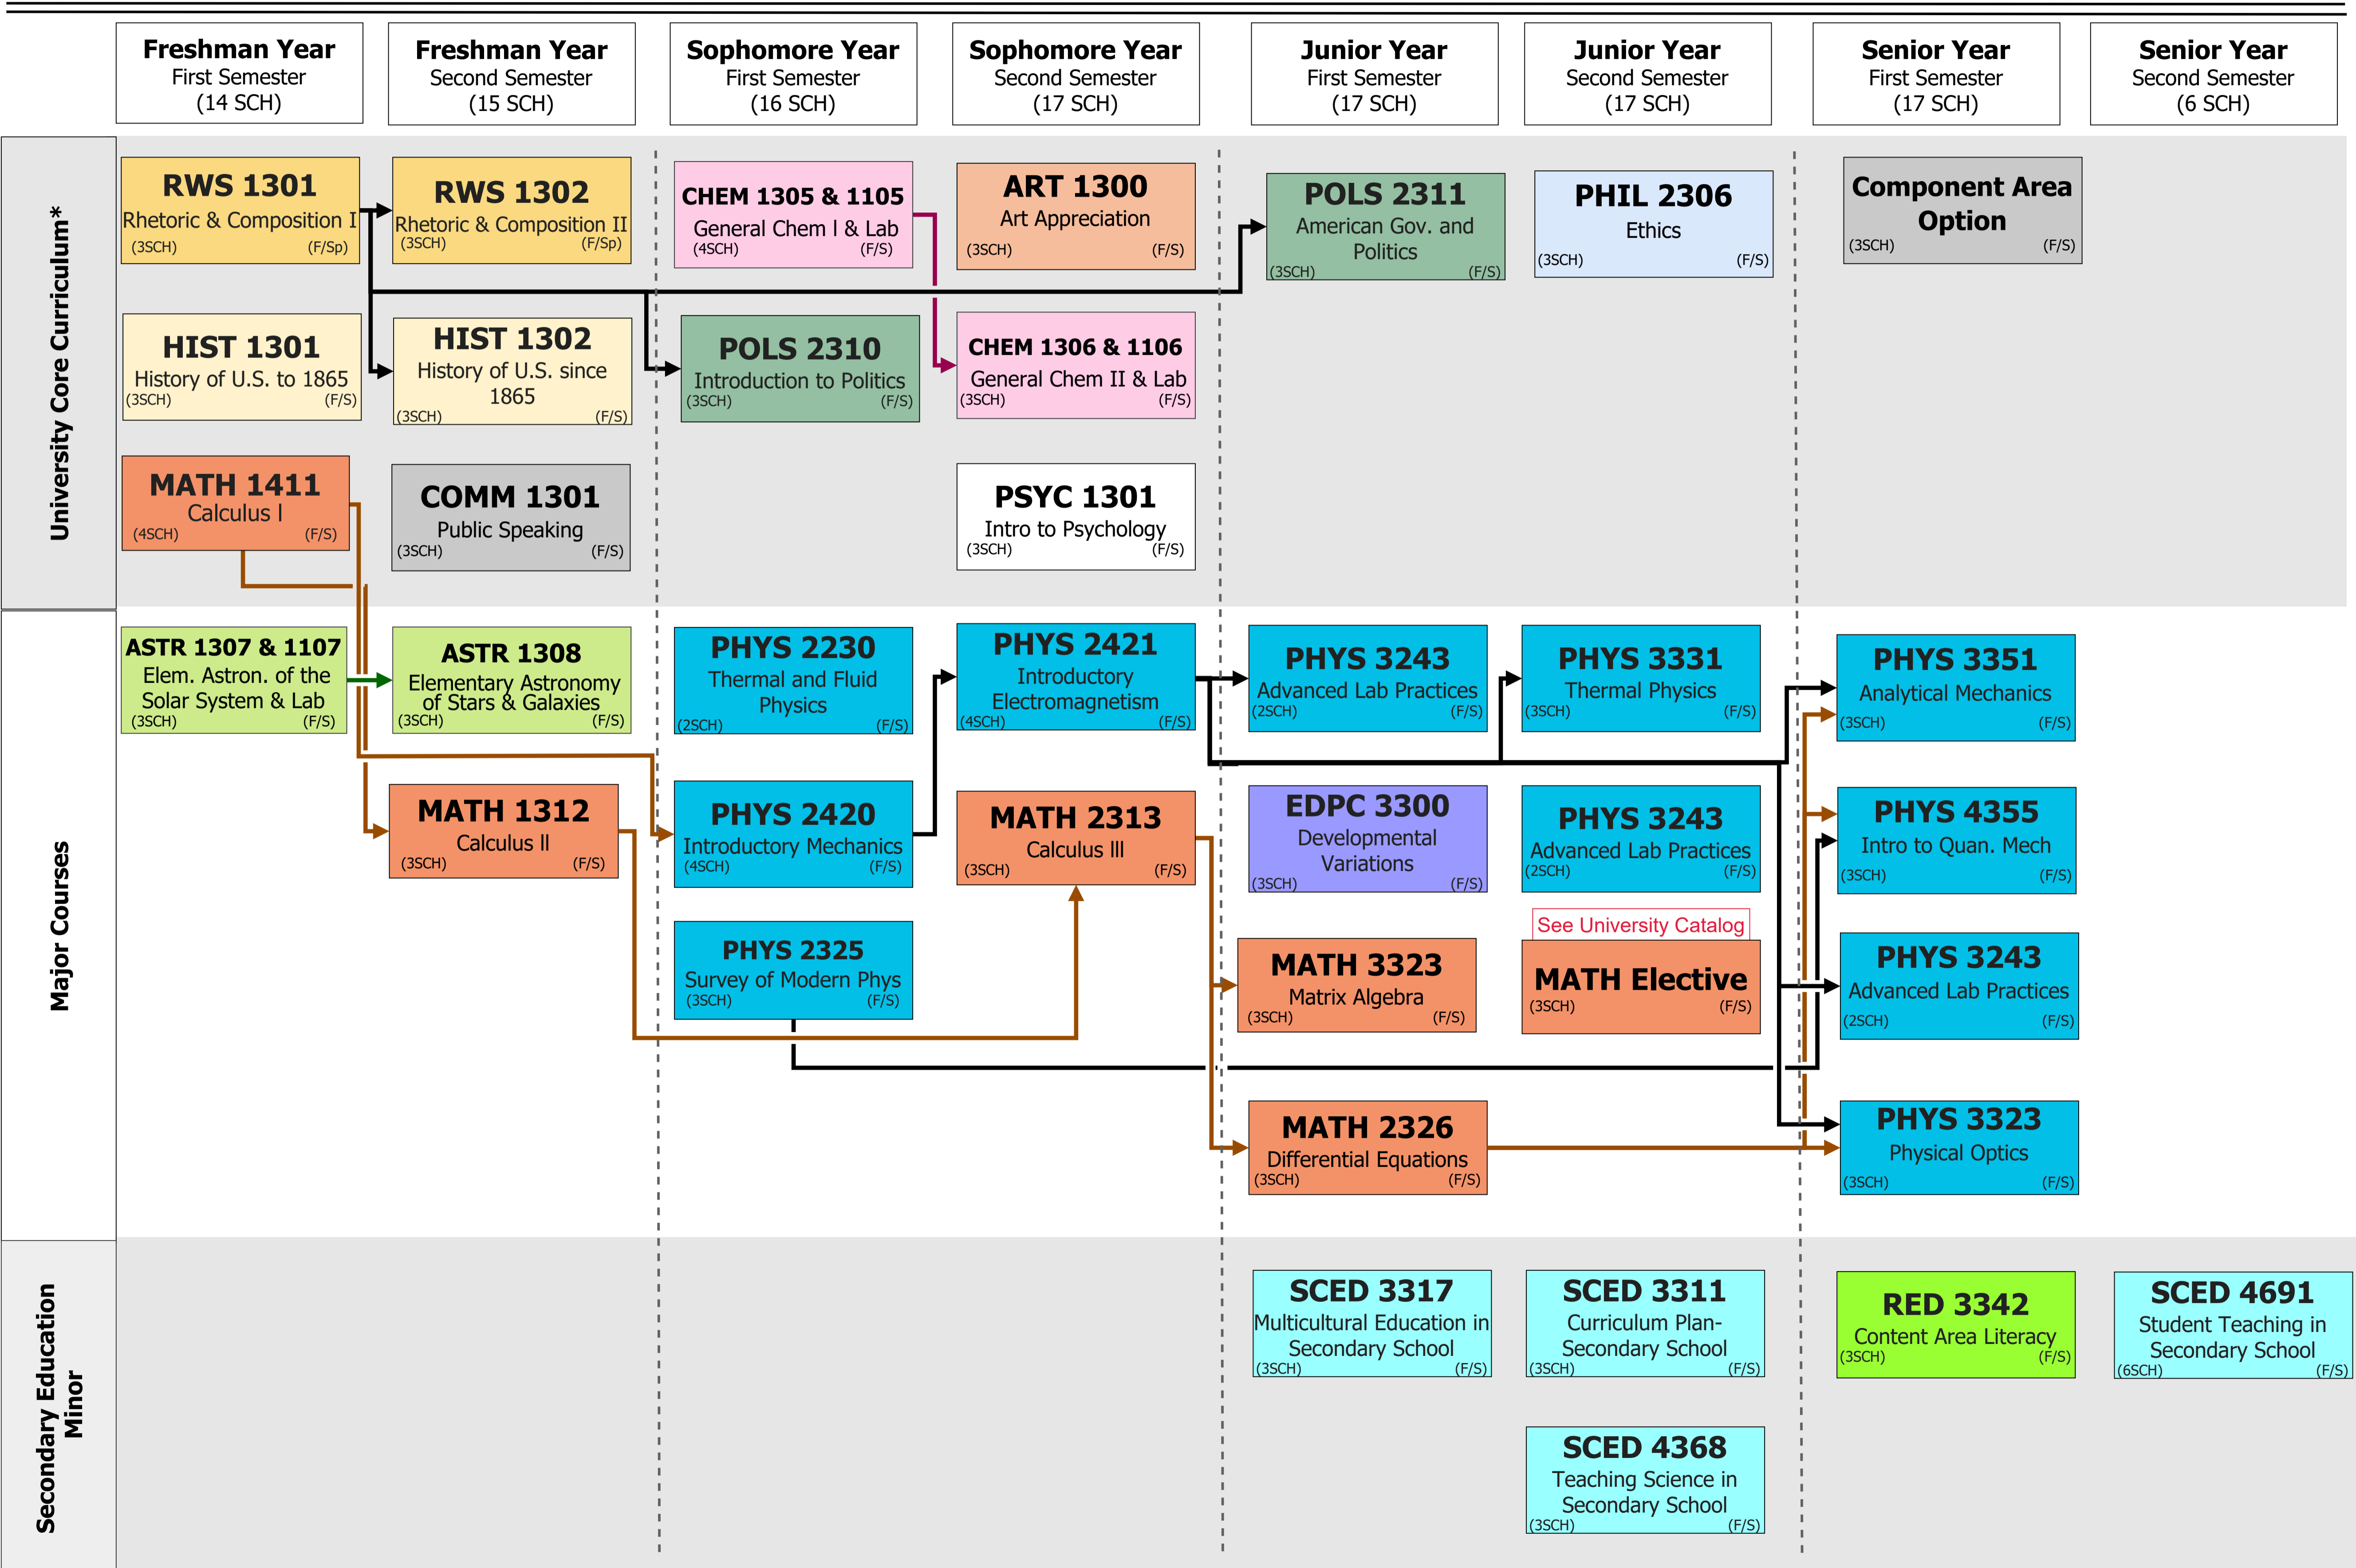 Freshman Year
First Semester
(14 SCH)
Freshman Year
Second Semester
(15 SCH)
Sophomore Year
First Semester
(16 SCH)
Sophomore Year
Second Semester
(17 SCH)
Junior Year
First Semester
(17 SCH)
Junior Year
Second Semester
(17 SCH)
Senior Year
First Semester
(17 SCH)
Senior Year
Second Semester
(6 SCH)
University Core Curriculum*
RWS 1301
Rhetoric & Composition I
(3SCH) (F/Sp)
RWS 1302
Rhetoric & Composition II
(3SCH) (F/Sp)
CHEM 1305 & 1105
General Chem I & Lab
(4SCH) (F/S)
ART 1300
Art Appreciation
(3SCH) (F/S)
POLS 2311
American Gov. and
Politics
(3SCH) (F/S)
PHIL 2306
Ethics
(3SCH) (F/S)
Component Area
Option
(3SCH) (F/S)
HIST 1301
History of U.S. to 1865
(3SCH) (F/S)
HIST 1302
History of U.S. since
1865
(3SCH) (F/S)
POLS 2310
Introduction to Politics
(3SCH) (F/S)
CHEM 1306 & 1106
General Chem II & Lab
(3SCH) (F/S)
MATH 1411
Calculus I
(4SCH) (F/S)
COMM 1301
Public Speaking
(3SCH) (F/S)
PSYC 1301
Intro to Psychology
(3SCH) (F/S)
Major Courses
ASTR 1307 & 1107
Elem. Astron. of the
Solar System & Lab
(3SCH) (F/S)
ASTR 1308
Elementary Astronomy
of Stars & Galaxies
(3SCH) (F/S)
PHYS 2230
Thermal and Fluid
Physics
(2SCH) (F/S)
PHYS 2421
Introductory
Electromagnetism
(4SCH) (F/S)
PHYS 3243
Advanced Lab Practices
(2SCH) (F/S)
PHYS 3331
Thermal Physics
(3SCH) (F/S)
PHYS 3351
Analytical Mechanics
(3SCH) (F/S)
MATH 1312
Calculus II
(3SCH) (F/S)
PHYS 2420
Introductory Mechanics
(4SCH) (F/S)
MATH 2313
Calculus III
(3SCH) (F/S)
EDPC 3300
Developmental
Variations
(3SCH) (F/S)
PHYS 3243
Advanced Lab Practices
(2SCH) (F/S)
PHYS 4355
Intro to Quan. Mech
(3SCH) (F/S)
PHYS 2325
Survey of Modern Phys
(3SCH) (F/S)
MATH 3323
Matrix Algebra
(3SCH) (F/S)
See University Catalog
MATH Elective
(3SCH) (F/S)
PHYS 3243
Advanced Lab Practices
(2SCH) (F/S)
MATH 2326
Differential Equations
(3SCH) (F/S)
PHYS 3323
Physical Optics
(3SCH) (F/S)
Secondary Education
Minor
SCED 3317
Multicultural Education in
Secondary School
(3SCH) (F/S)
SCED 3311
Curriculum Plan-
Secondary School
(3SCH) (F/S)
RED 3342
Content Area Literacy
(3SCH) (F/S)
SCED 4691
Student Teaching in
Secondary School
(6SCH) (F/S)
SCED 4368
Teaching Science in
Secondary School
(3SCH) (F/S)